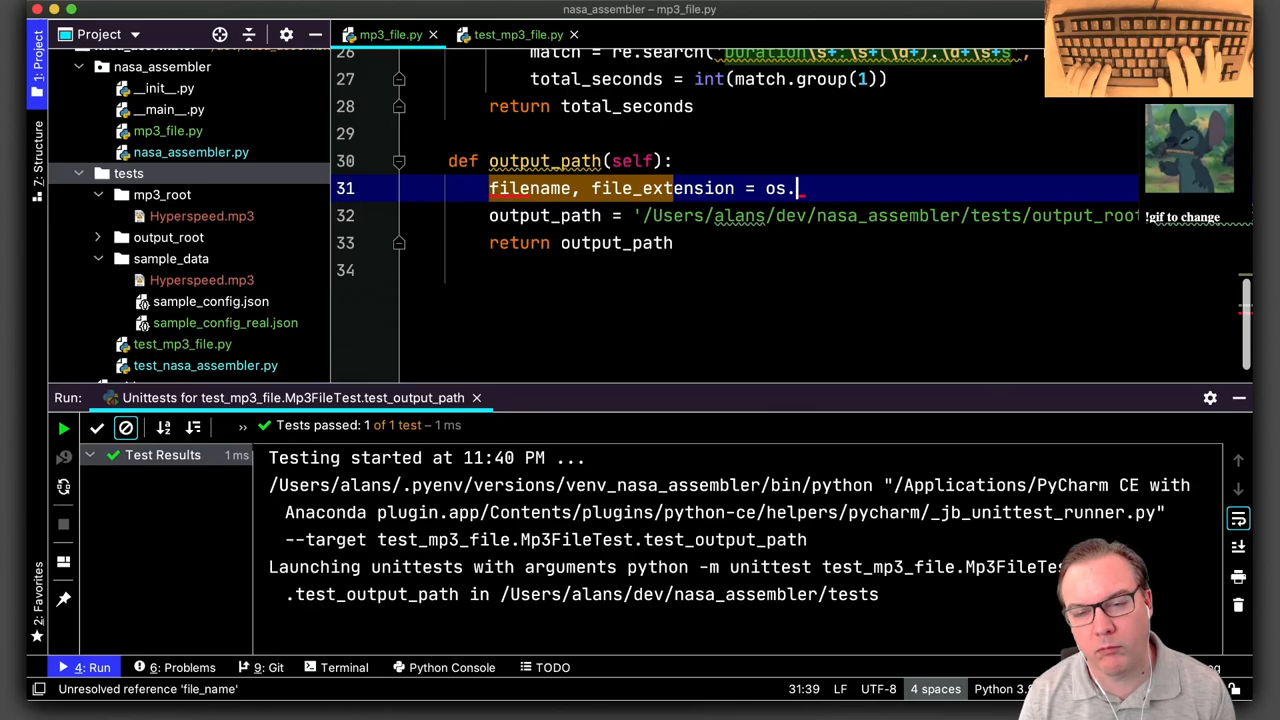 nasa_assembler – mp3_file.py
Project
mp3_file.py
test_mp3_file.py
1: Project
Z: Structure
2: Favorites
nasa_assembler
__init__.py
__main__.py
mp3_file.py
nasa_assembler.py
tests
mp3_root
Hyperspeed.mp3
output_root
sample_data
Hyperspeed.mp3
sample_config.json
sample_config_real.json
test_mp3_file.py
test_nasa_assembler.py
26 match = re.search('Duration\s+:\s+(\d+).\d+\s+s
27 total_seconds = int(match.group(1))
28 return total_seconds
29
30 def output_path(self):
31 filename, file_extension = os.
32 output_path = '/Users/alans/dev/nasa_assembler/tests/output_root
33 return output_path
34
!gif to change
Run: Unittests for test_mp3_file.Mp3FileTest.test_output_path
» Tests passed: 1 of 1 test – 1 ms
Test Results 1 ms
Testing started at 11:40 PM ...
/Users/alans/.pyenv/versions/venv_nasa_assembler/bin/python "/Applications/PyCharm CE with
Anaconda plugin.app/Contents/plugins/python-ce/helpers/pycharm/_jb_unittest_runner.py"
--target test_mp3_file.Mp3FileTest.test_output_path
Launching unittests with arguments python -m unittest test_mp3_file.Mp3FileTes
.test_output_path in /Users/alans/dev/nasa_assembler/tests
4: Run
6: Problems
9: Git
Terminal
Python Console
TODO
Unresolved reference 'file_name'
31:39 LF UTF-8 4 spaces Python 3.